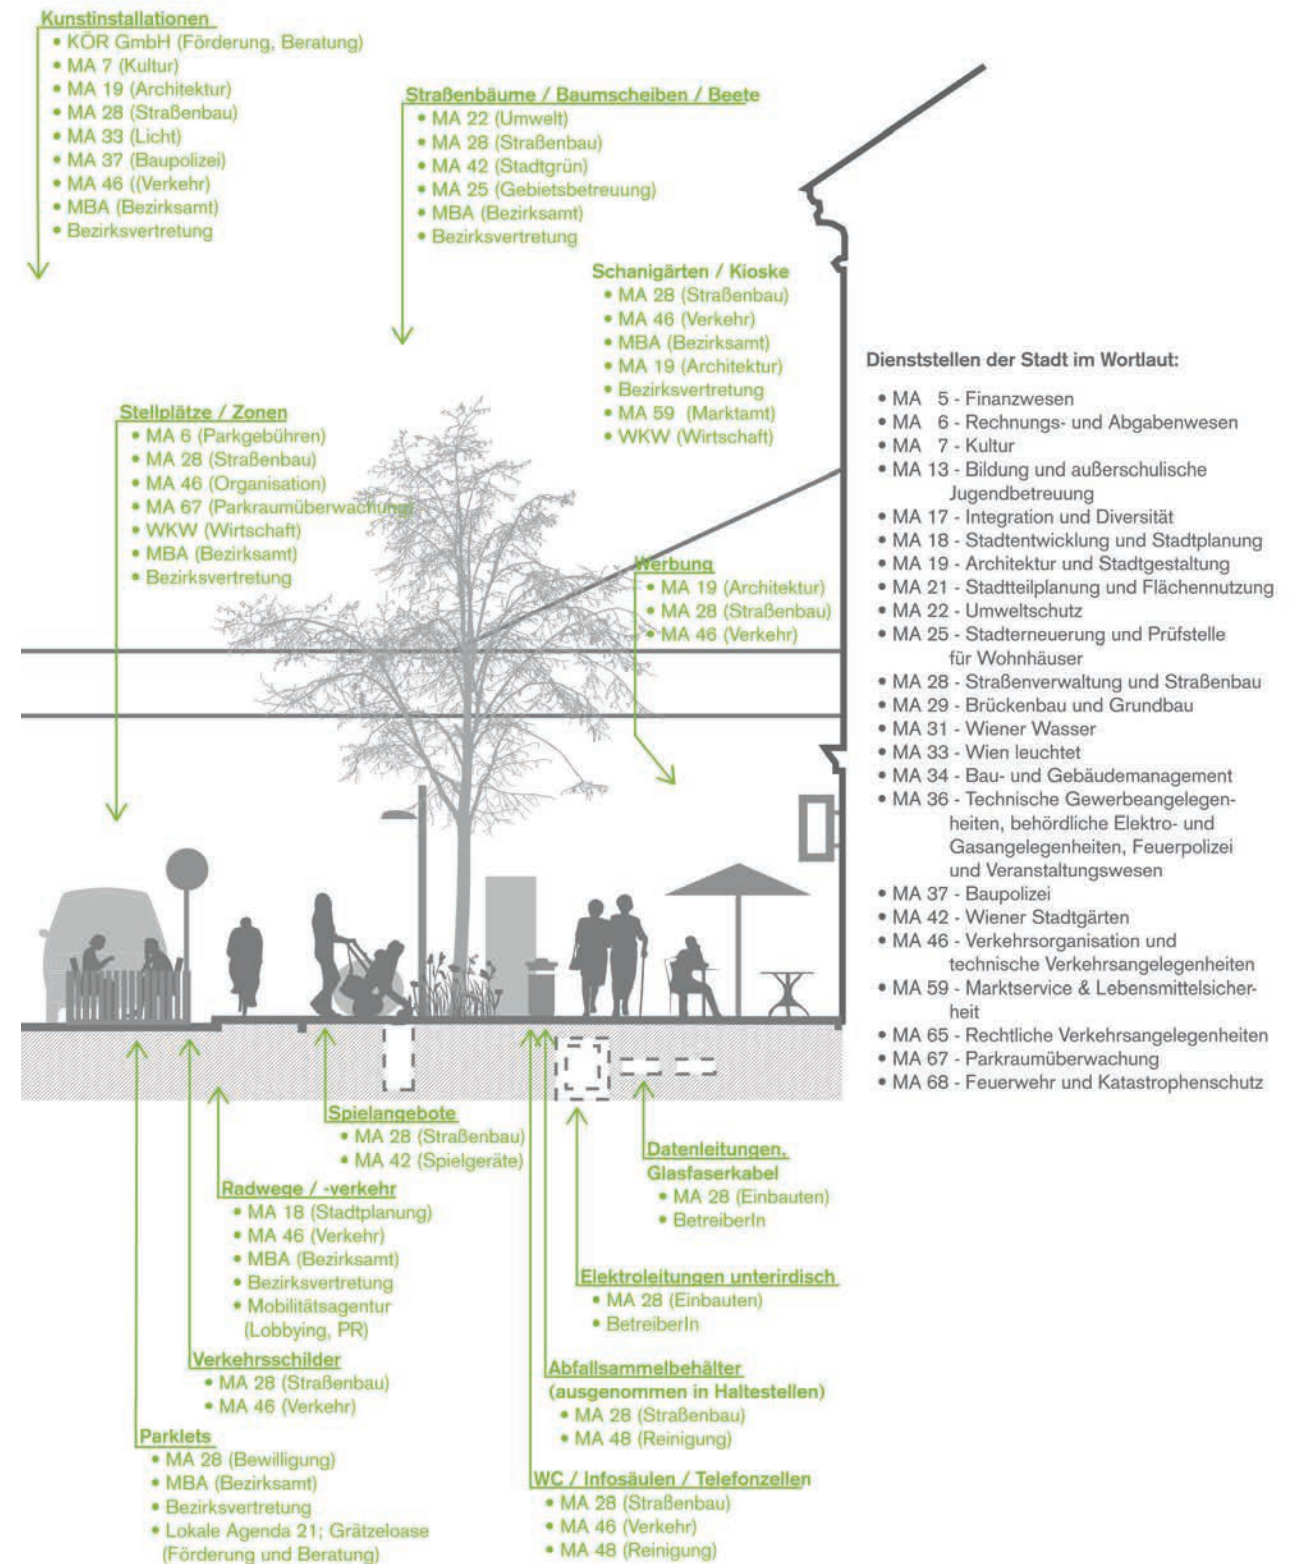 Kunstinstallationen
• KÖR GmbH (Förderung, Beratung)
• MA 7 (Kultur)
• MA 19 (Architektur)
• MA 28 (Straßenbau)
• MA 33 (Licht)
• MA 37 (Baupolizei)
• MA 46 ((Verkehr)
• MBA (Bezirksamt)
• Bezirksvertretung
Straßenbäume / Baumscheiben / Beete
• MA 22 (Umwelt)
• MA 28 (Straßenbau)
• MA 42 (Stadtgrün)
• MA 25 (Gebietsbetreuung)
• MBA (Bezirksamt)
• Bezirksvertretung
Schanigärten / Kioske
• MA 28 (Straßenbau)
• MA 46 (Verkehr)
• MBA (Bezirksamt)
• MA 19 (Architektur)
• Bezirksvertretung
• MA 59 (Marktamt)
• WKW (Wirtschaft)
Stellplätze / Zonen
• MA 6 (Parkgebühren)
• MA 28 (Straßenbau)
• MA 46 (Organisation)
• MA 67 (Parkraumüberwachung)
• WKW (Wirtschaft)
• MBA (Bezirksamt)
• Bezirksvertretung
Werbung
• MA 19 (Architektur)
• MA 28 (Straßenbau)
• MA 46 (Verkehr)
Dienststellen der Stadt im Wortlaut:
• MA 5 - Finanzwesen
• MA 6 - Rechnungs- und Abgabenwesen
• MA 7 - Kultur
• MA 13 - Bildung und außerschulische
Jugendbetreuung
• MA 17 - Integration und Diversität
• MA 18 - Stadtentwicklung und Stadtplanung
• MA 19 - Architektur und Stadtgestaltung
• MA 21 - Stadtteilplanung und Flächennutzung
• MA 22 - Umweltschutz
• MA 25 - Stadterneuerung und Prüfstelle
für Wohnhäuser
• MA 28 - Straßenverwaltung und Straßenbau
• MA 29 - Brückenbau und Grundbau
• MA 31 - Wiener Wasser
• MA 33 - Wien leuchtet
• MA 34 - Bau- und Gebäudemanagement
• MA 36 - Technische Gewerbeangelegen-
heiten, behördliche Elektro- und
Gasangelegenheiten, Feuerpolizei
und Veranstaltungswesen
• MA 37 - Baupolizei
• MA 42 - Wiener Stadtgärten
• MA 46 - Verkehrsorganisation und
technische Verkehrsangelegenheiten
• MA 59 - Marktservice & Lebensmittelsicher-
heit
• MA 65 - Rechtliche Verkehrsangelegenheiten
• MA 67 - Parkraumüberwachung
• MA 68 - Feuerwehr und Katastrophenschutz
Spielangebote
• MA 28 (Straßenbau)
• MA 42 (Spielgeräte)
Radwege / -verkehr
• MA 18 (Stadtplanung)
• MA 46 (Verkehr)
• MBA (Bezirksamt)
• Bezirksvertretung
• Mobilitätsagentur
(Lobbying, PR)
Verkehrsschilder
• MA 28 (Straßenbau)
• MA 46 (Verkehr)
Parklets
• MA 28 (Bewilligung)
• MBA (Bezirksamt)
• Bezirksvertretung
• Lokale Agenda 21; Grätzeloase
(Förderung und Beratung)
Datenleitungen,
Glasfaserkabel
• MA 28 (Einbauten)
• BetreiberIn
Elektroleitungen unterirdisch
• MA 28 (Einbauten)
• BetreiberIn
Abfallsammelbehälter
(ausgenommen in Haltestellen)
• MA 28 (Straßenbau)
• MA 48 (Reinigung)
WC / Infosäulen / Telefonzellen
• MA 28 (Straßenbau)
• MA 46 (Verkehr)
• MA 48 (Reinigung)